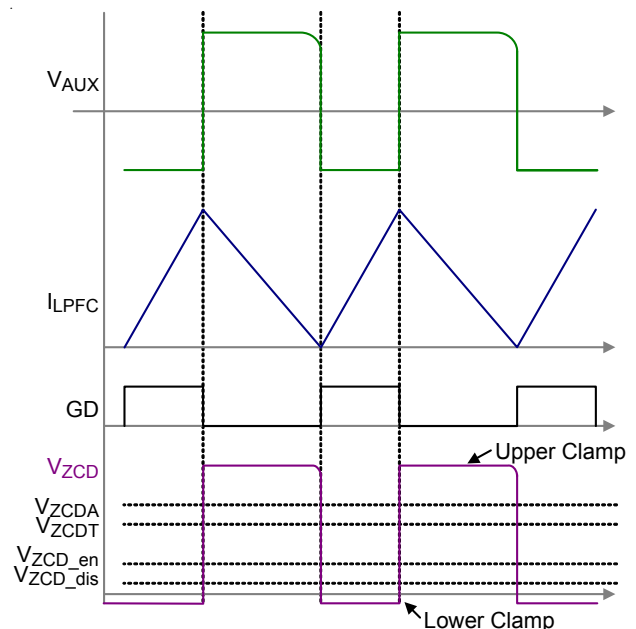 VAUX
ILPFC
GD
VZCD
Upper Clamp
VZCDA
VZCDT
VZCD_en
VZCD_dis
Lower Clamp